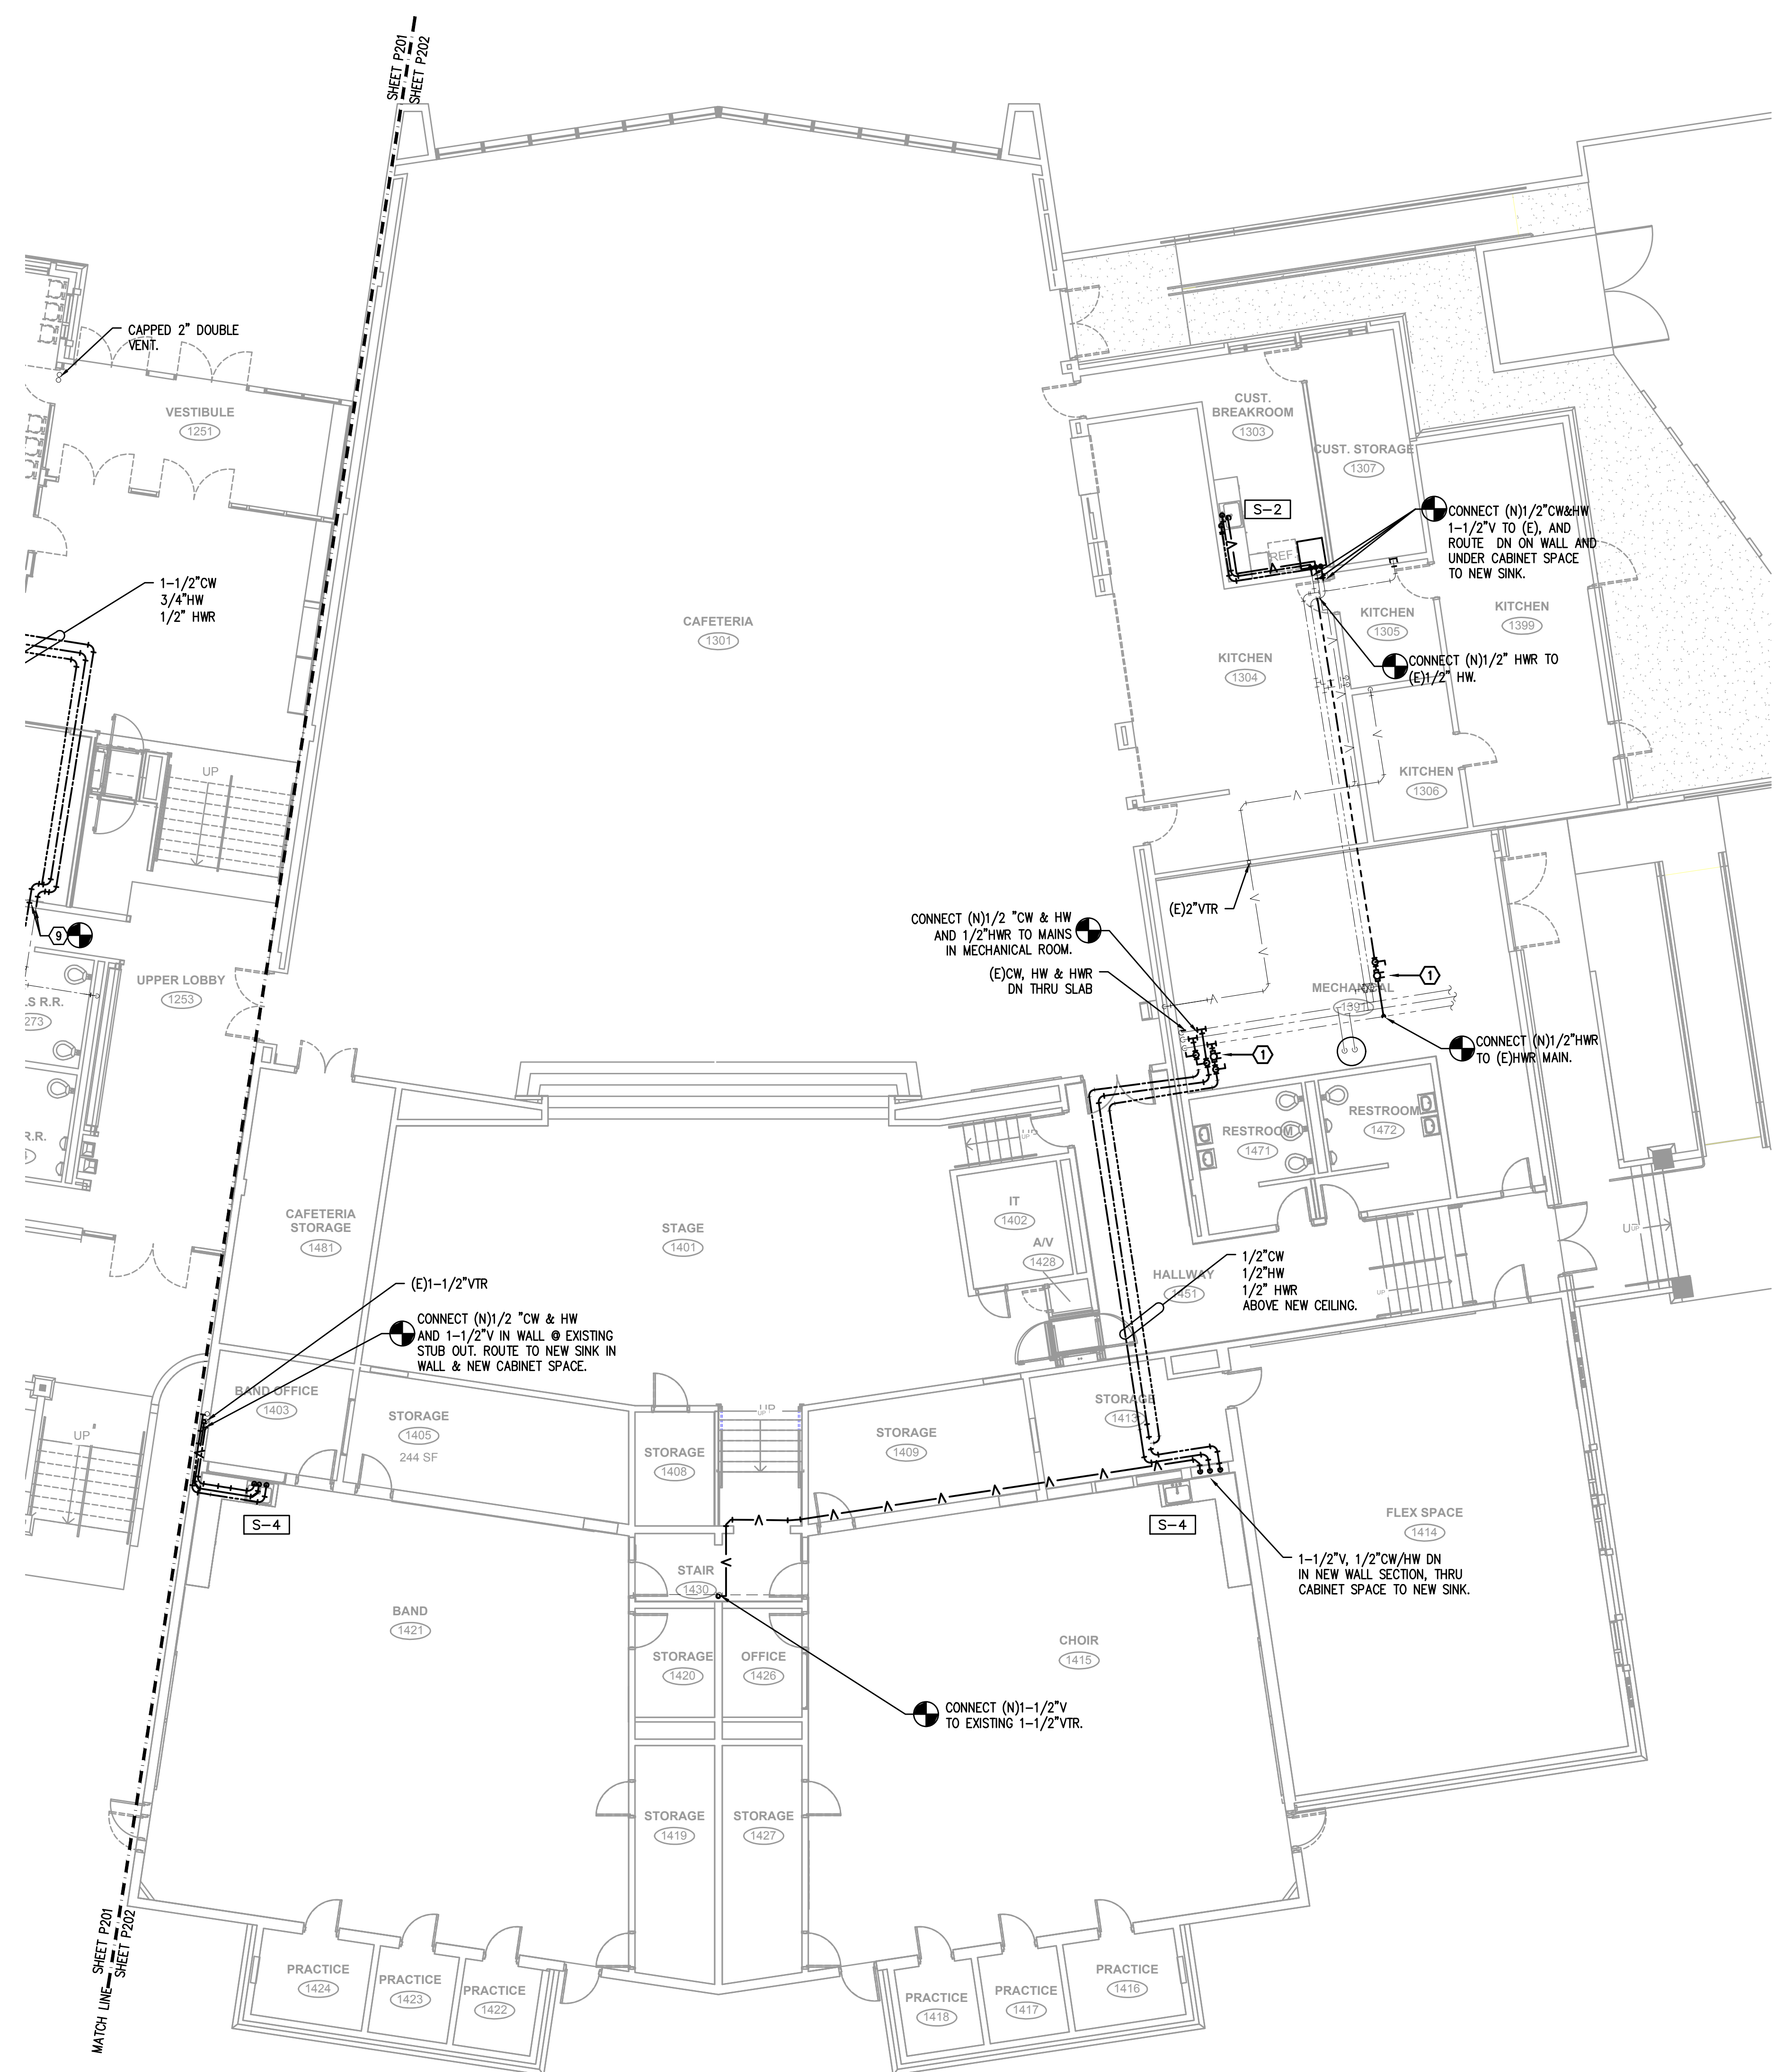 SHEET P201
SHEET P202
CAPPED 2" DOUBLE
VENT.
VESTIBULE
1251
1-1/2"CW
3/4"HW
1/2" HWR
UP
9
UPPER LOBBY
1253
LS R.R.
273
R.R.
CAFETERIA
1301
CUST.
BREAKROOM
1303
CUST. STORAGE
1307
S-2
REF.
CONNECT (N)1/2"CW&HW
1-1/2"V TO (E), AND
ROUTE DN ON WALL AND
UNDER CABINET SPACE
TO NEW SINK.
KITCHEN
1305
KITCHEN
1399
KITCHEN
1304
CONNECT (N)1/2" HWR TO
(E)1/2" HW.
KITCHEN
1306
(E)2"VTR
CONNECT (N)1/2 "CW & HW
AND 1/2"HWR TO MAINS
IN MECHANICAL ROOM.
(E)CW, HW & HWR
DN THRU SLAB
1
MECHANICAL
1391
1
CONNECT (N)1/2"HWR
TO (E)HWR MAIN.
RESTROOM
1471
RESTROOM
1472
UP
UP
CAFETERIA
STORAGE
1481
STAGE
1401
IT
1402
A/V
1428
HALLWAY
1451
UP
UP
1/2"CW
1/2"HW
1/2" HWR
ABOVE NEW CEILING.
(E)1-1/2"VTR
CONNECT (N)1/2 "CW & HW
AND 1-1/2"V IN WALL @ EXISTING
STUB OUT. ROUTE TO NEW SINK IN
WALL & NEW CABINET SPACE.
BAND OFFICE
1403
UP
STORAGE
1405
244 SF
STORAGE
1408
UP
UP
STORAGE
1409
STORAGE
1413
S-4
S-4
FLEX SPACE
1414
1-1/2"V, 1/2"CW/HW DN
IN NEW WALL SECTION, THRU
CABINET SPACE TO NEW SINK.
STAIR
1430
BAND
1421
STORAGE
1420
OFFICE
1426
CHOIR
1415
CONNECT (N)1-1/2"V
TO EXISTING 1-1/2"VTR.
STORAGE
1419
STORAGE
1427
MATCH LINE
SHEET P201
SHEET P202
PRACTICE
1424
PRACTICE
1423
PRACTICE
1422
PRACTICE
1418
PRACTICE
1417
PRACTICE
1416